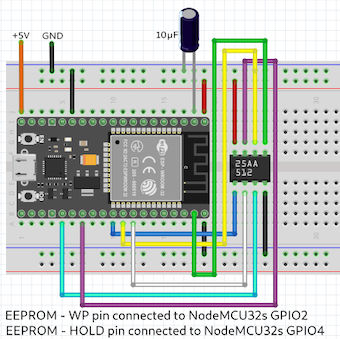 +5V GND 10µF
25AA
512
EEPROM - WP pin connected to NodeMCU32s GPIO2
EEPROM - HOLD pin connected to NodeMCU32s GPIO4